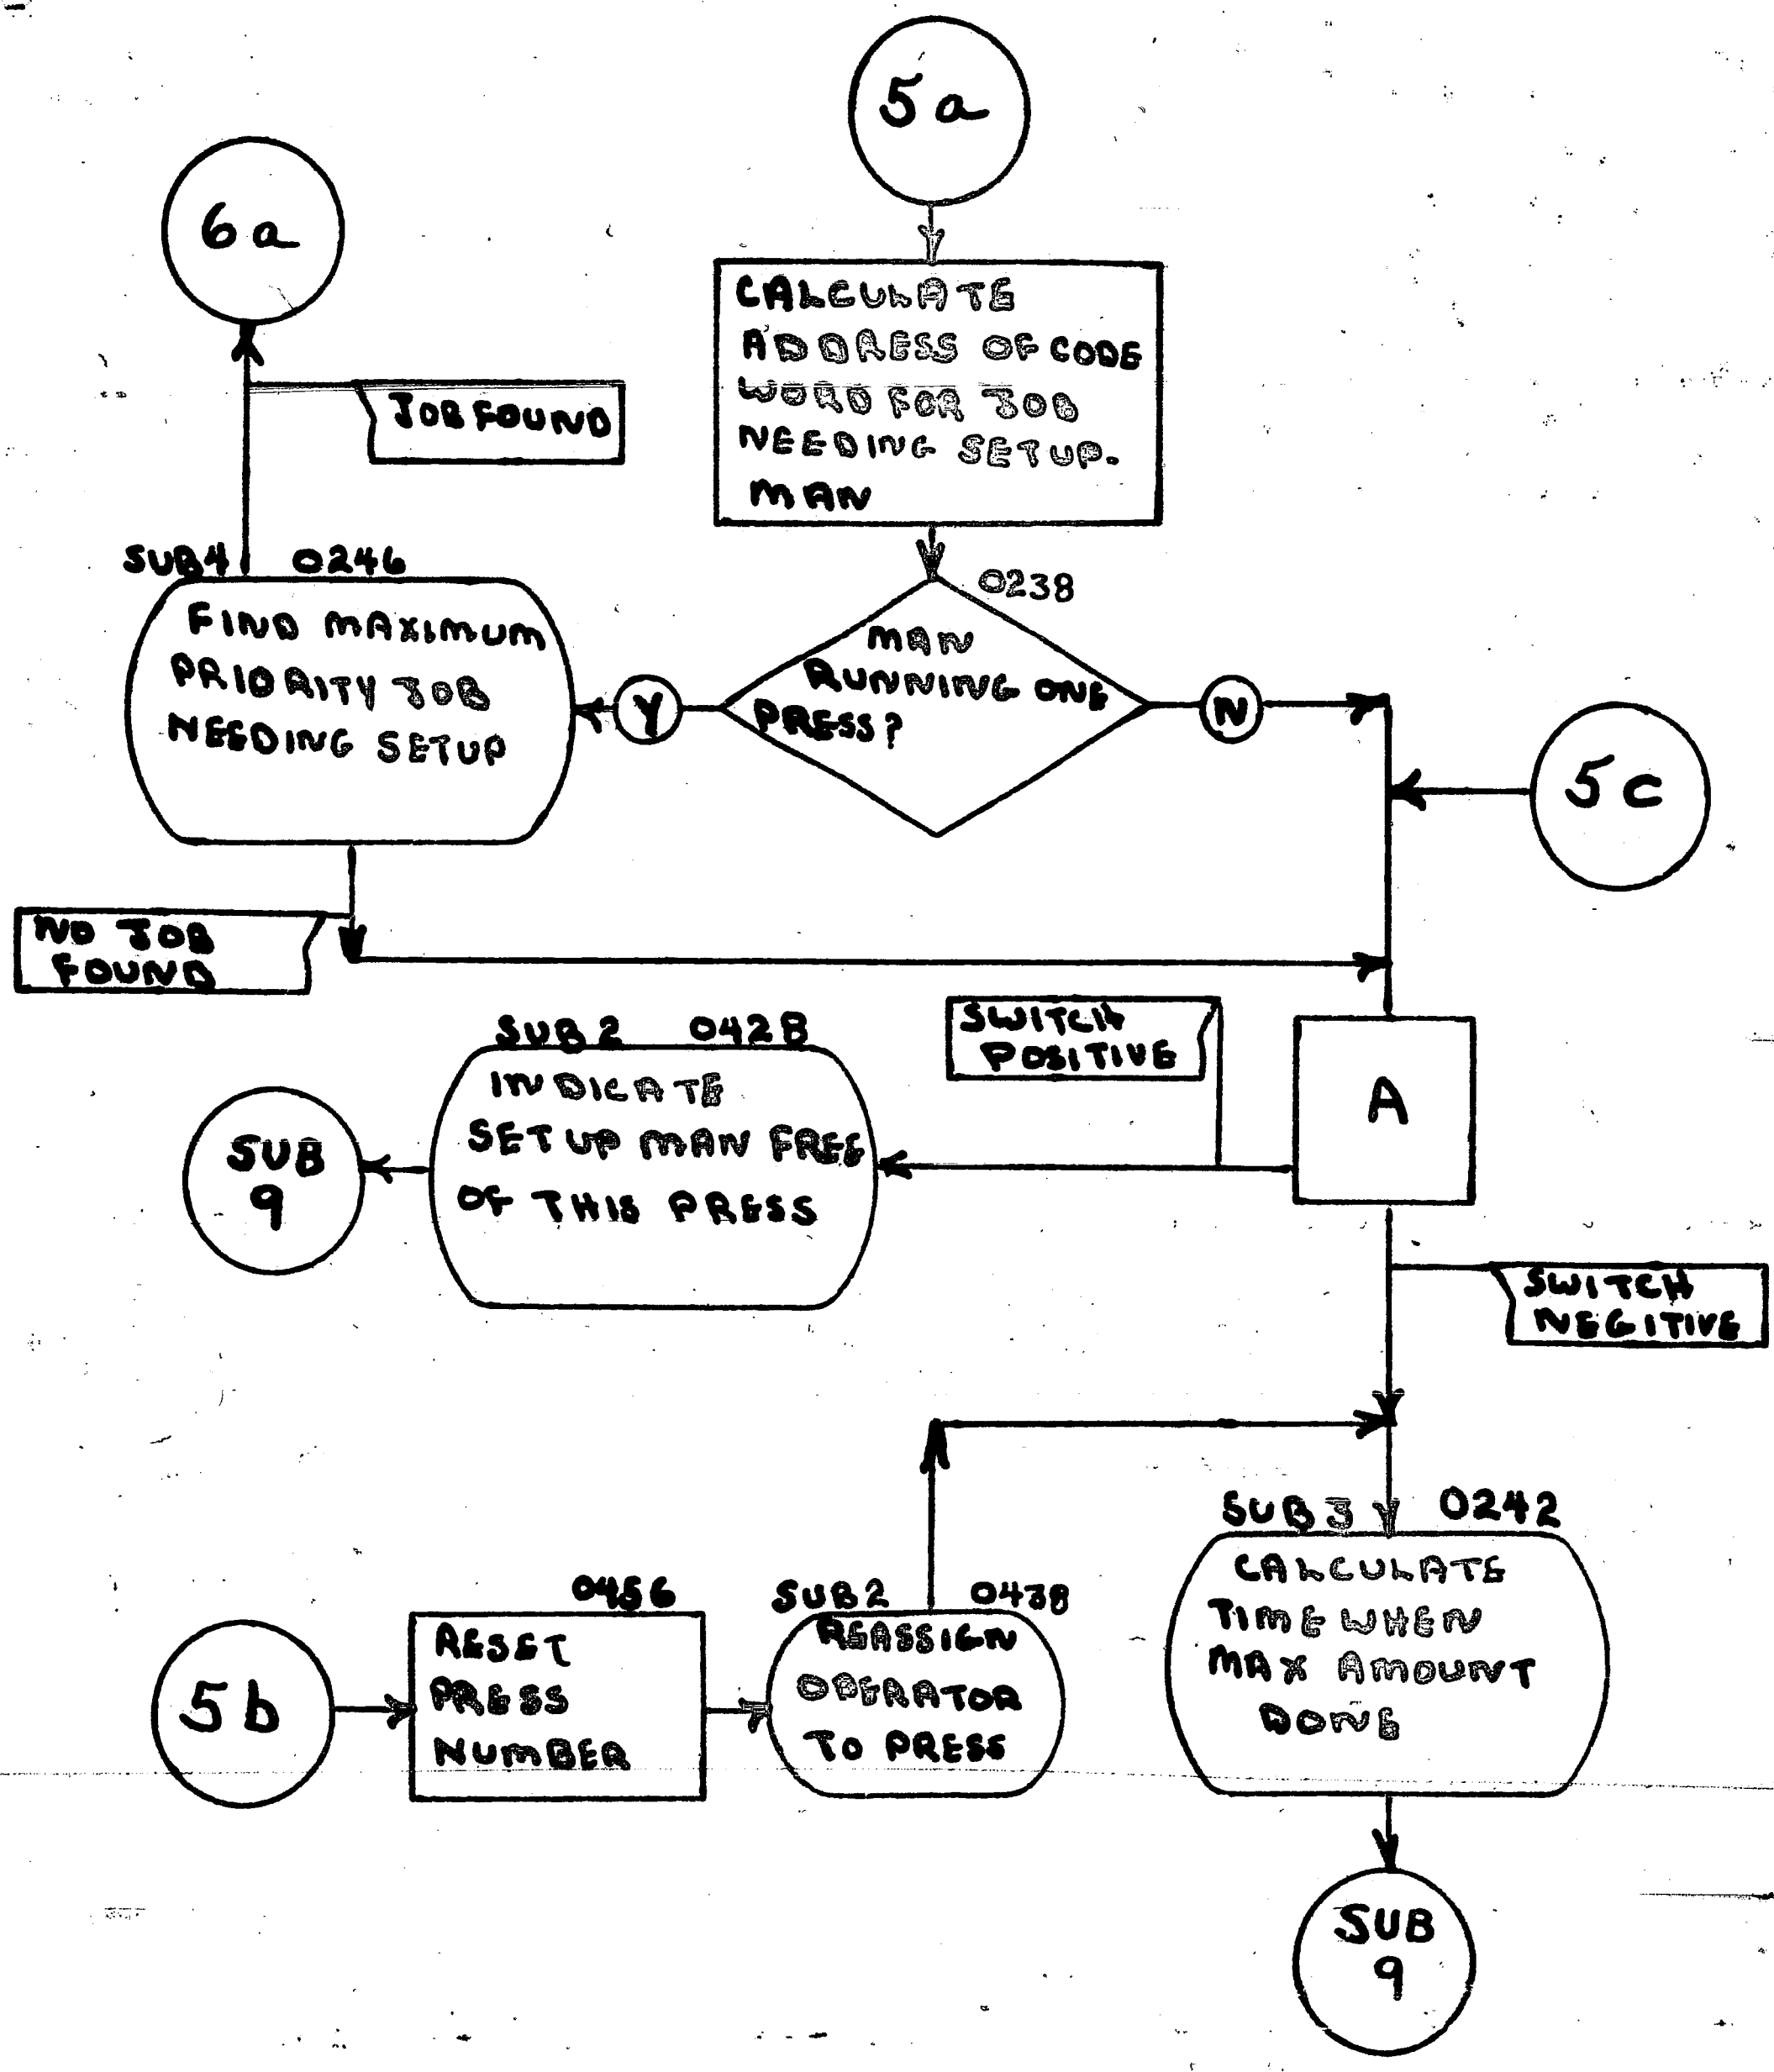 5a
6a
CALCULATE
ADDRESS OF CODE
WORD FOR JOB
NEEDING SETUP-
MAN
JOB FOUND
SUB4 0246
FIND MAXIMUM
PRIORITY JOB
NEEDING SETUP
0238
MAN
RUNNING ONE
PRESS?
Y
N
5c
NO JOB
FOUND
SWITCH
POSITIVE
A
SUB2 0428
INDICATE
SETUP MAN FREE
OF THIS PRESS
SUB
9
SWITCH
NEGITIVE
SUB3 0242
CALCULATE
TIME WHEN
MAX AMOUNT
DONE
5b
0456
RESET
PRESS
NUMBER
SUB2 0438
REASSIGN
OPERATOR
TO PRESS
SUB
9